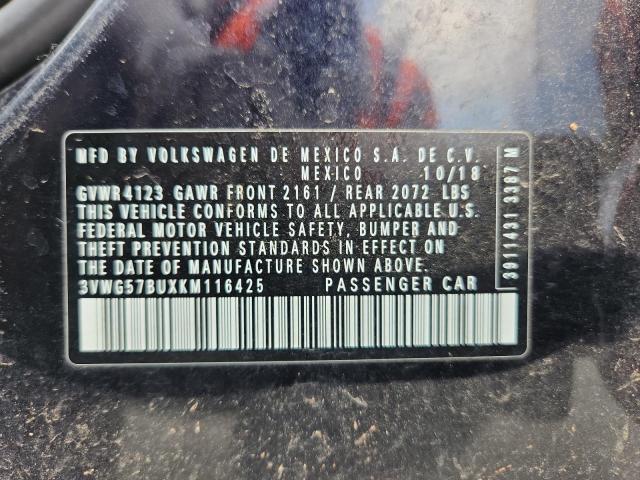 MFD BY VOLKSWAGEN DE MEXICO S.A. DE C.V.
MEXICO 10/18
GVWR 4123 GAWR FRONT 2161 / REAR 2072 LBS
THIS VEHICLE CONFORMS TO ALL APPLICABLE U.S.
FEDERAL MOTOR VEHICLE SAFETY, BUMPER AND
THEFT PREVENTION STANDARDS IN EFFECT ON
THE DATE OF MANUFACTURE SHOWN ABOVE.
3VWG57BUXKM116425 PASSENGER CAR